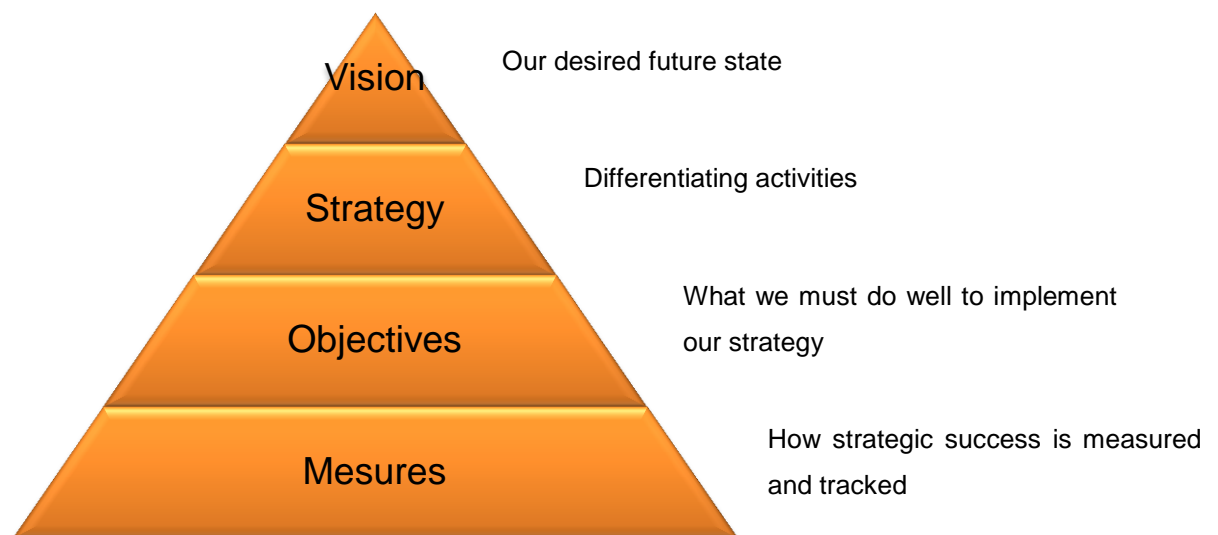 Vision
Our desired future state
Strategy
Differentiating activities
Objectives
What we must do well to implement
our strategy
Mesures
How strategic success is measured
and tracked